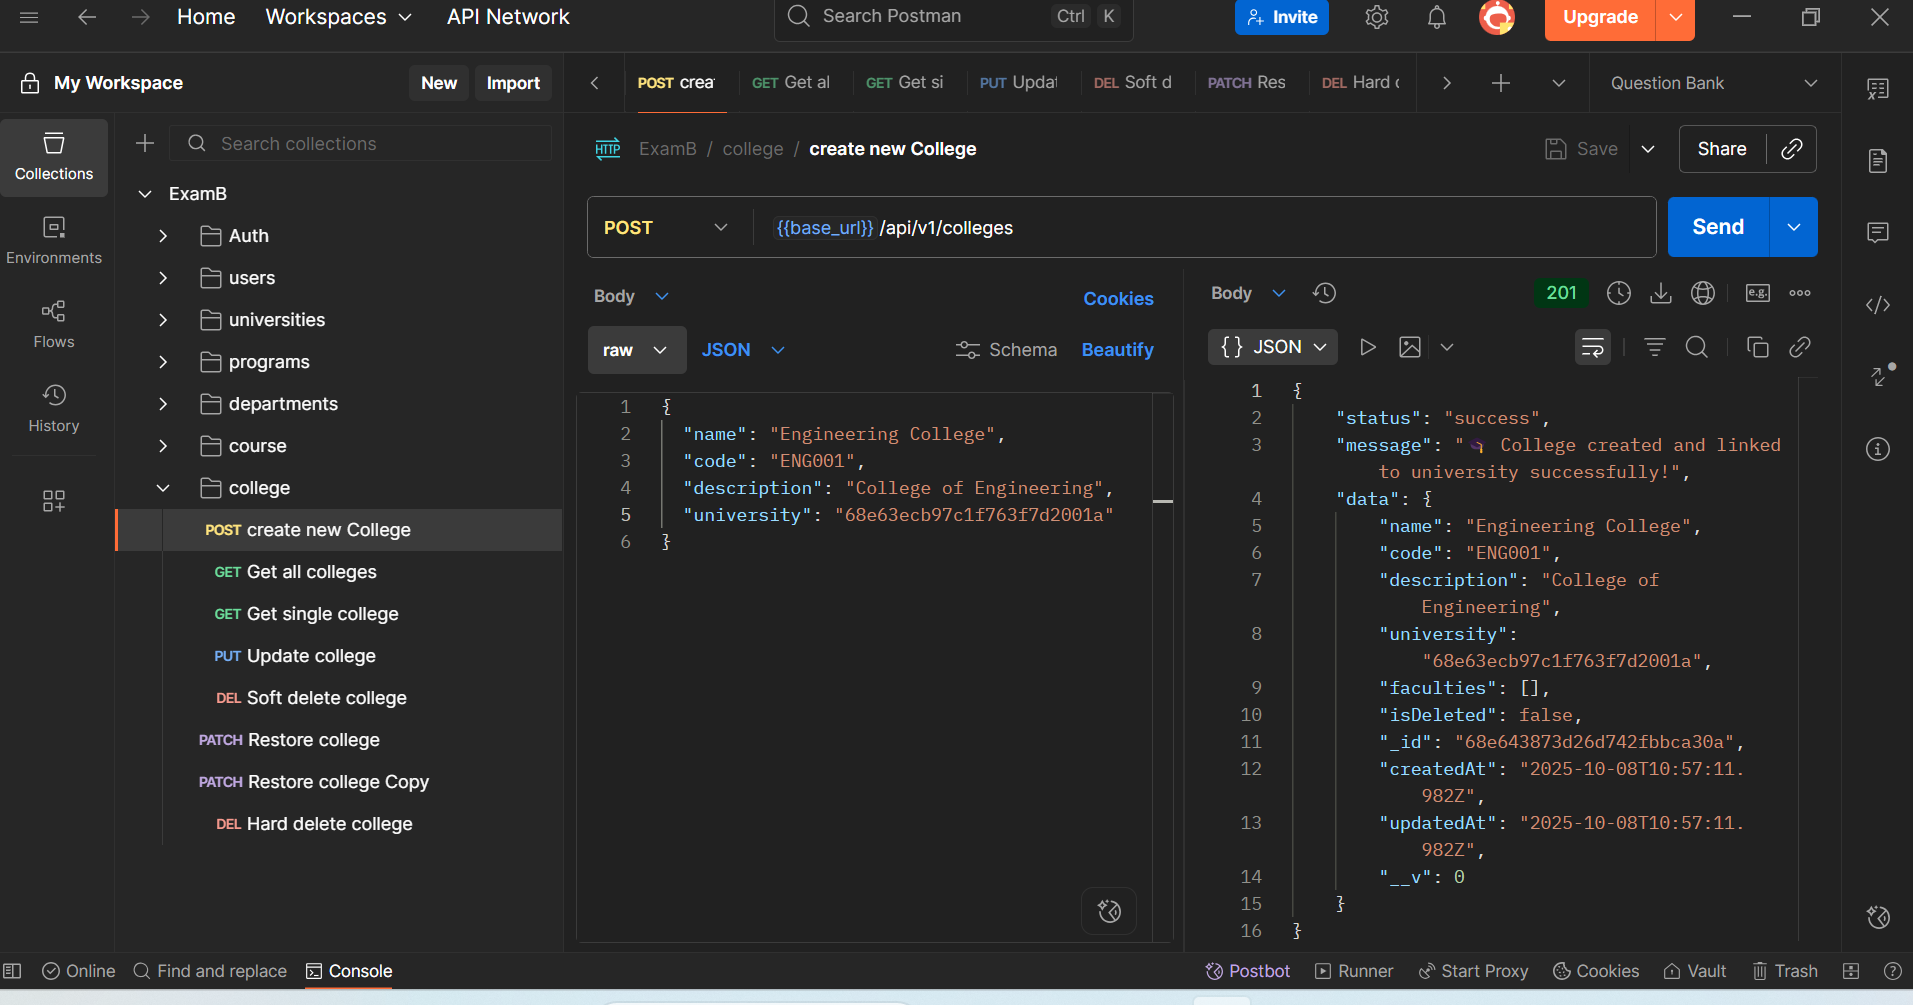 Home Workspaces API Network Search Postman Ctrl K Invite Upgrade
My Workspace New Import POST crea GET Get al GET Get si PUT Updat DEL Soft d PATCH Res DEL Hard Question Bank
Collections
Environments
Flows
History
Search collections
ExamB
Auth
users
universities
programs
departments
course
college
POST create new College
GET Get all colleges
GET Get single college
PUT Update college
DEL Soft delete college
PATCH Restore college
PATCH Restore college Copy
DEL Hard delete college
HTTP ExamB / college / create new College Save Share
POST {{base_url}} /api/v1/colleges Send
Body Cookies
raw JSON Schema Beautify
1 {
2 "name": "Engineering College",
3 "code": "ENG001",
4 "description": "College of Engineering",
5 "university": "68e63ecb97c1f763f7d2001a"
6 }
Body 201 e.g.
{} JSON
1 {
2 "status": "success",
3 "message": "🎓 College created and linked
to university successfully!",
4 "data": {
5 "name": "Engineering College",
6 "code": "ENG001",
7 "description": "College of
Engineering",
8 "university":
"68e63ecb97c1f763f7d2001a",
9 "faculties": [],
10 "isDeleted": false,
11 "_id": "68e643873d26d742fbbca30a",
12 "createdAt": "2025-10-08T10:57:11.
982Z",
13 "updatedAt": "2025-10-08T10:57:11.
982Z",
14 "__v": 0
15 }
16 }
Online Find and replace Console Postbot Runner Start Proxy Cookies Vault Trash